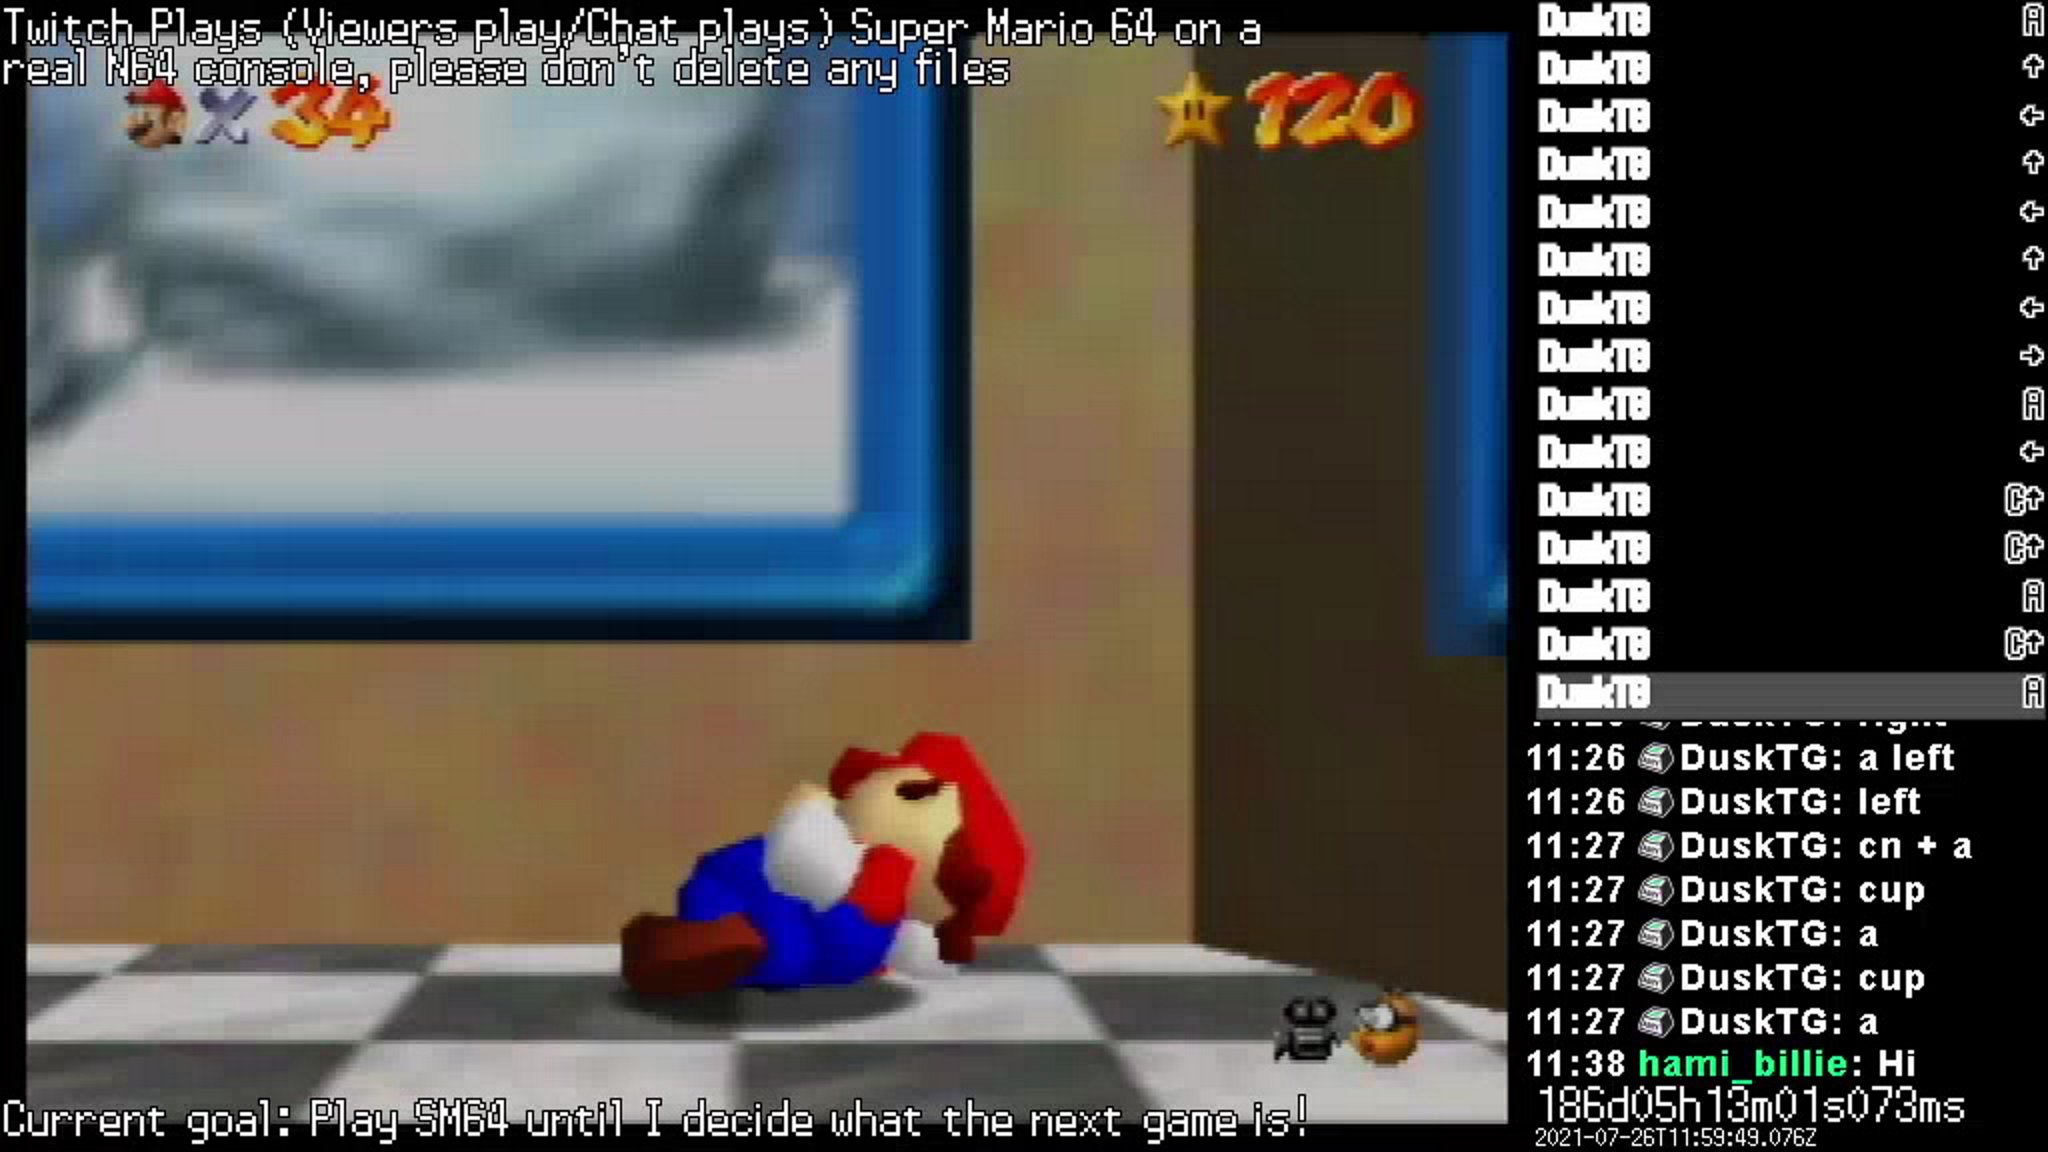 Twitch Plays (Viewers play/Chat plays) Super Mario 64 on a
real N64 console, please don't delete any files
34
120
DuskTG A
DuskTG ↑
DuskTG ←
DuskTG ↑
DuskTG ←
DuskTG ↑
DuskTG ←
DuskTG →
DuskTG A
DuskTG ←
DuskTG C↑
DuskTG C↑
DuskTG A
DuskTG C↑
DuskTG A
11:26 DuskTG: a left
11:26 DuskTG: left
11:27 DuskTG: cn + a
11:27 DuskTG: cup
11:27 DuskTG: a
11:27 DuskTG: cup
11:27 DuskTG: a
11:38 hami_billie: Hi
186d05h13m01s073ms
2021-07-26T11:59:49.076Z
Current goal: Play SM64 until I decide what the next game is!